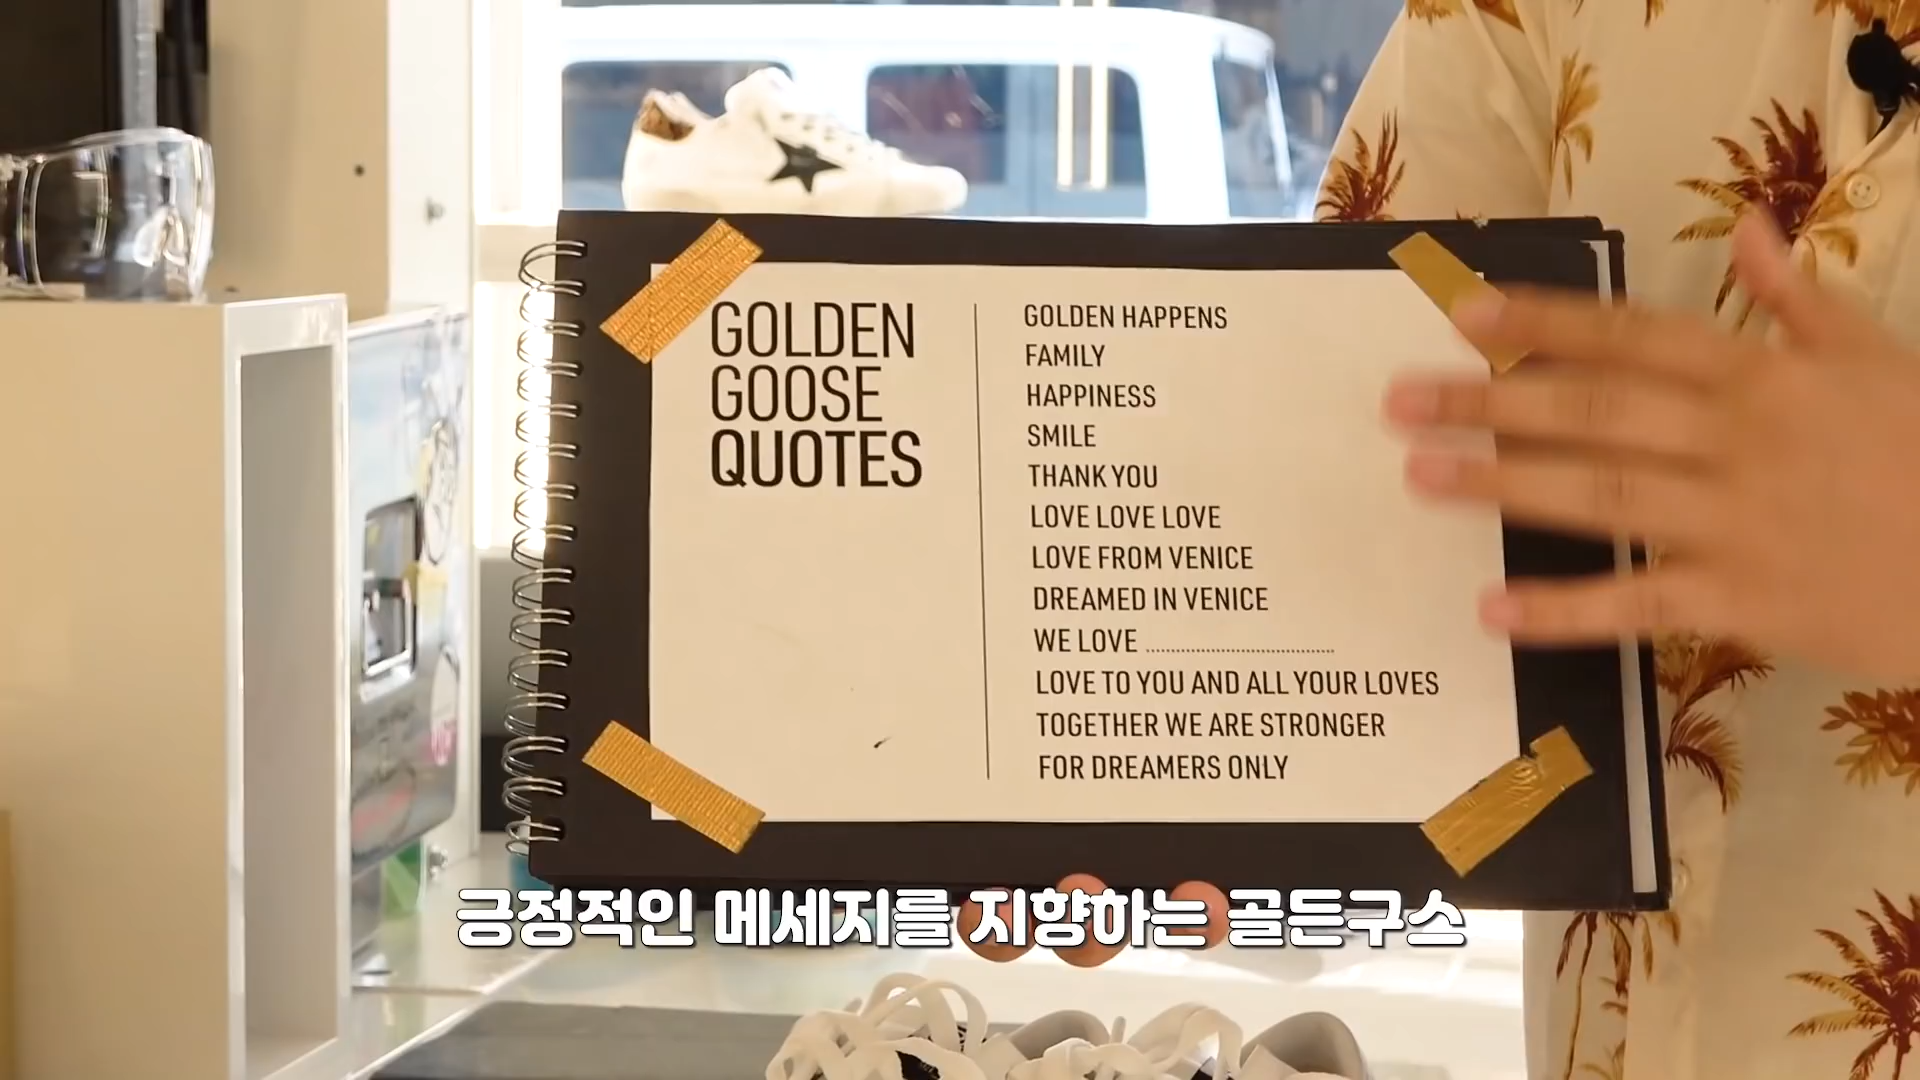 GOLDEN
GOOSE
QUOTES
GOLDEN HAPPENS
FAMILY
HAPPINESS
SMILE
THANK YOU
LOVE LOVE LOVE
LOVE FROM VENICE
DREAMED IN VENICE
WE LOVE ......................................
LOVE TO YOU AND ALL YOUR LOVES
TOGETHER WE ARE STRONGER
FOR DREAMERS ONLY
긍정적인 메세지를 지향하는 골든구스